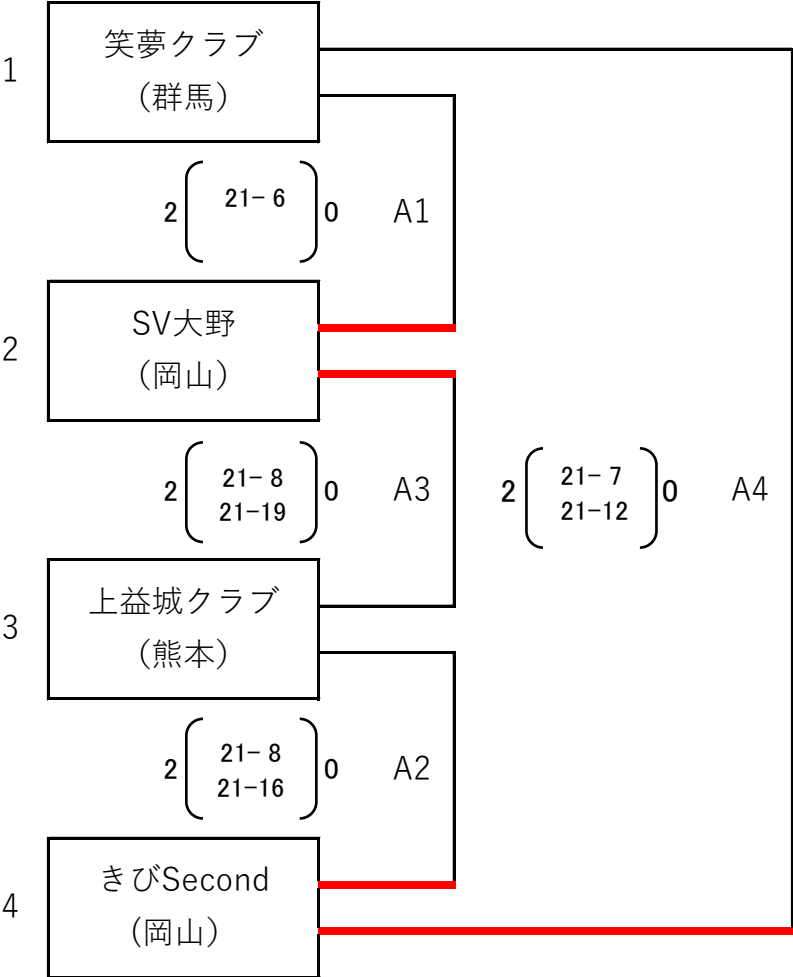 1
笑夢クラブ
(群馬)
2 21- 6 0 A1
2
SV大野
(岡山)
2 21- 8 0 A3
21-19
2 21- 7 0 A4
21-12
3
上益城クラブ
(熊本)
2 21- 8 0 A2
21-16
4
きびSecond
(岡山)